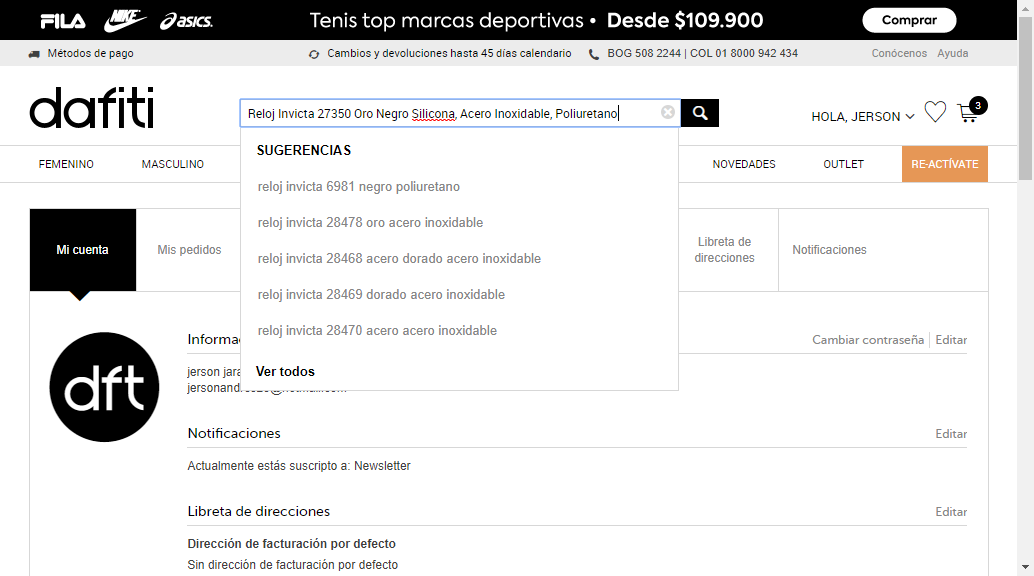 FILA NIKE asics. Tenis top marcas deportivas • Desde $109.900 Comprar
Métodos de pago Cambios y devoluciones hasta 45 días calendario BOG 508 2244 | COL 01 8000 942 434 Conócenos Ayuda
dafiti
Reloj Invicta 27350 Oro Negro Silicona, Acero Inoxidable, Poliuretano
HOLA, JERSON 3
FEMENINO MASCULINO NOVEDADES OUTLET RE-ACTÍVATE
SUGERENCIAS
reloj invicta 6981 negro poliuretano
reloj invicta 28478 oro acero inoxidable
reloj invicta 28468 acero dorado acero inoxidable
reloj invicta 28469 dorado acero inoxidable
reloj invicta 28470 acero acero inoxidable
Ver todos
Mi cuenta Mis pedidos Libreta de direcciones Notificaciones
dft
Cambiar contraseña | Editar
jerson
Notificaciones Editar
Actualmente estás suscripto a: Newsletter
Libreta de direcciones Editar
Dirección de facturación por defecto
Sin dirección de facturación por defecto